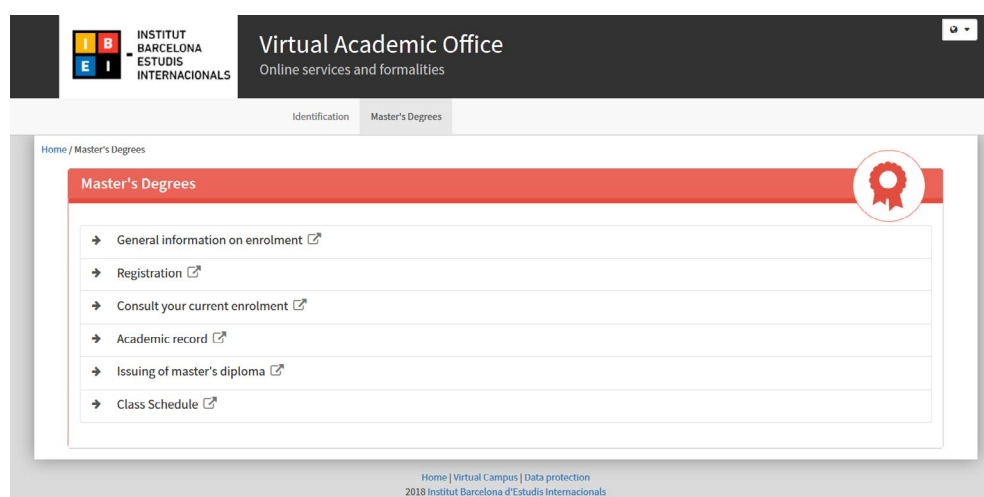 I B
E I
INSTITUT
BARCELONA
ESTUDIS
INTERNACIONALS
Virtual Academic Office
Online services and formalities
Identification Master's Degrees
Home / Master's Degrees
Master's Degrees
General information on enrolment
Registration
Consult your current enrolment
Academic record
Issuing of master's diploma
Class Schedule
Home | Virtual Campus | Data protection
2018 Institut Barcelona d'Estudis Internacionals